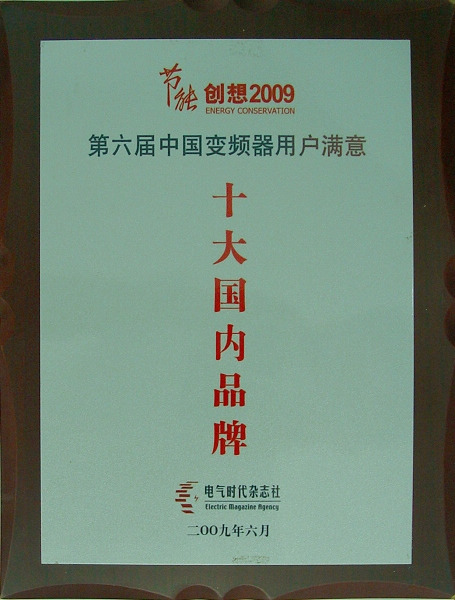 节能 创想2009
ENERGY CONSERVATION
第六届中国变频器用户满意
十大国内品牌
电气时代杂志社
Electric Magazine Agency
二〇〇九年六月